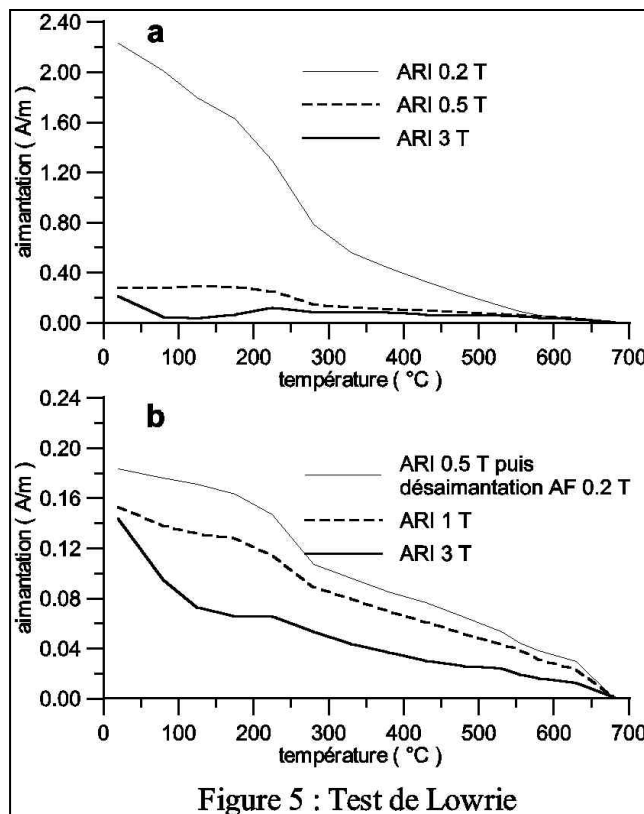 a
2.40
2.00
1.60
1.20
0.80
0.40
0.00
aimantation ( A/m )
ARI 0.2 T
ARI 0.5 T
ARI 3 T
0 100 200 300 400 500 600 700
température ( °C )
b
0.24
0.20
0.16
0.12
0.08
0.04
0.00
aimantation ( A/m )
ARI 0.5 T puis
désaimantation AF 0.2 T
ARI 1 T
ARI 3 T
0 100 200 300 400 500 600 700
température ( °C )
Figure 5 : Test de Lowrie